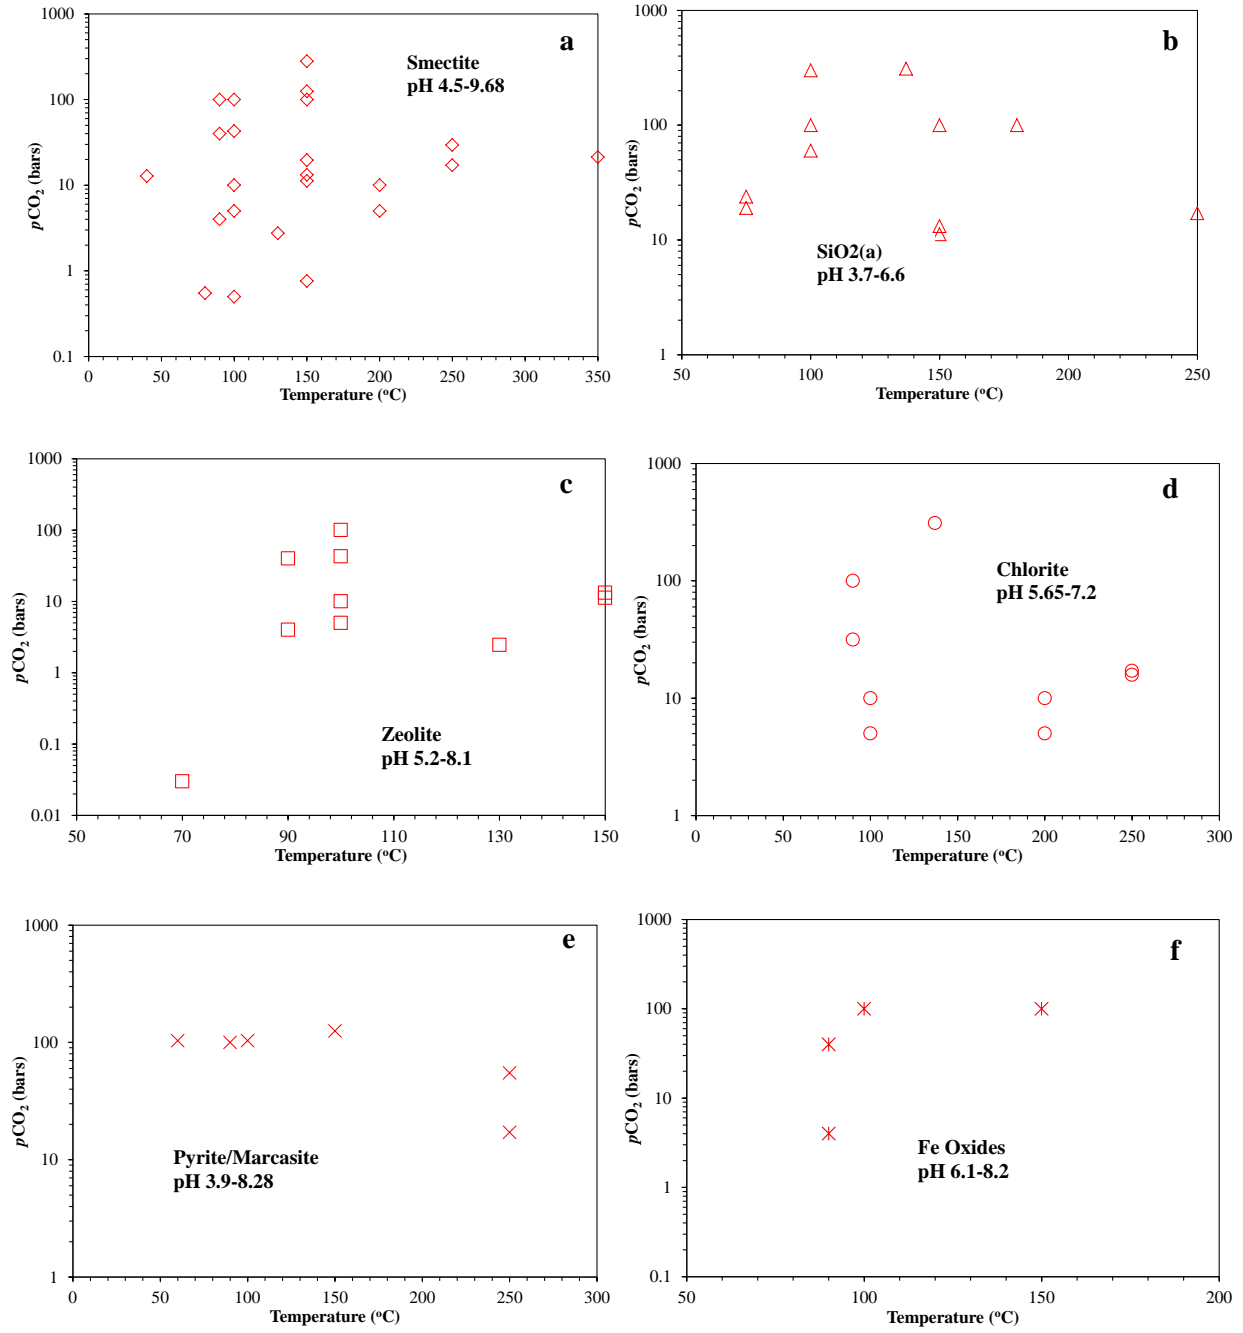 a
Smectite
pH 4.5-9.68
1000
100
10
1
0.1
pCO2 (bars)
0 50 100 150 200 250 300 350
Temperature (oC)
b
SiO2(a)
pH 3.7-6.6
1000
100
10
1
pCO2 (bars)
50 100 150 200 250
Temperature (oC)
c
Zeolite
pH 5.2-8.1
1000
100
10
1
0.1
0.01
pCO2 (bars)
50 70 90 110 130 150
Temperature (oC)
d
Chlorite
pH 5.65-7.2
1000
100
10
1
pCO2 (bars)
0 50 100 150 200 250 300
Temperature (oC)
e
Pyrite/Marcasite
pH 3.9-8.28
1000
100
10
1
pCO2 (bars)
0 50 100 150 200 250 300
Temperature (oC)
f
Fe Oxides
pH 6.1-8.2
1000
100
10
1
0.1
pCO2 (bars)
50 100 150 200
Temperature (oC)